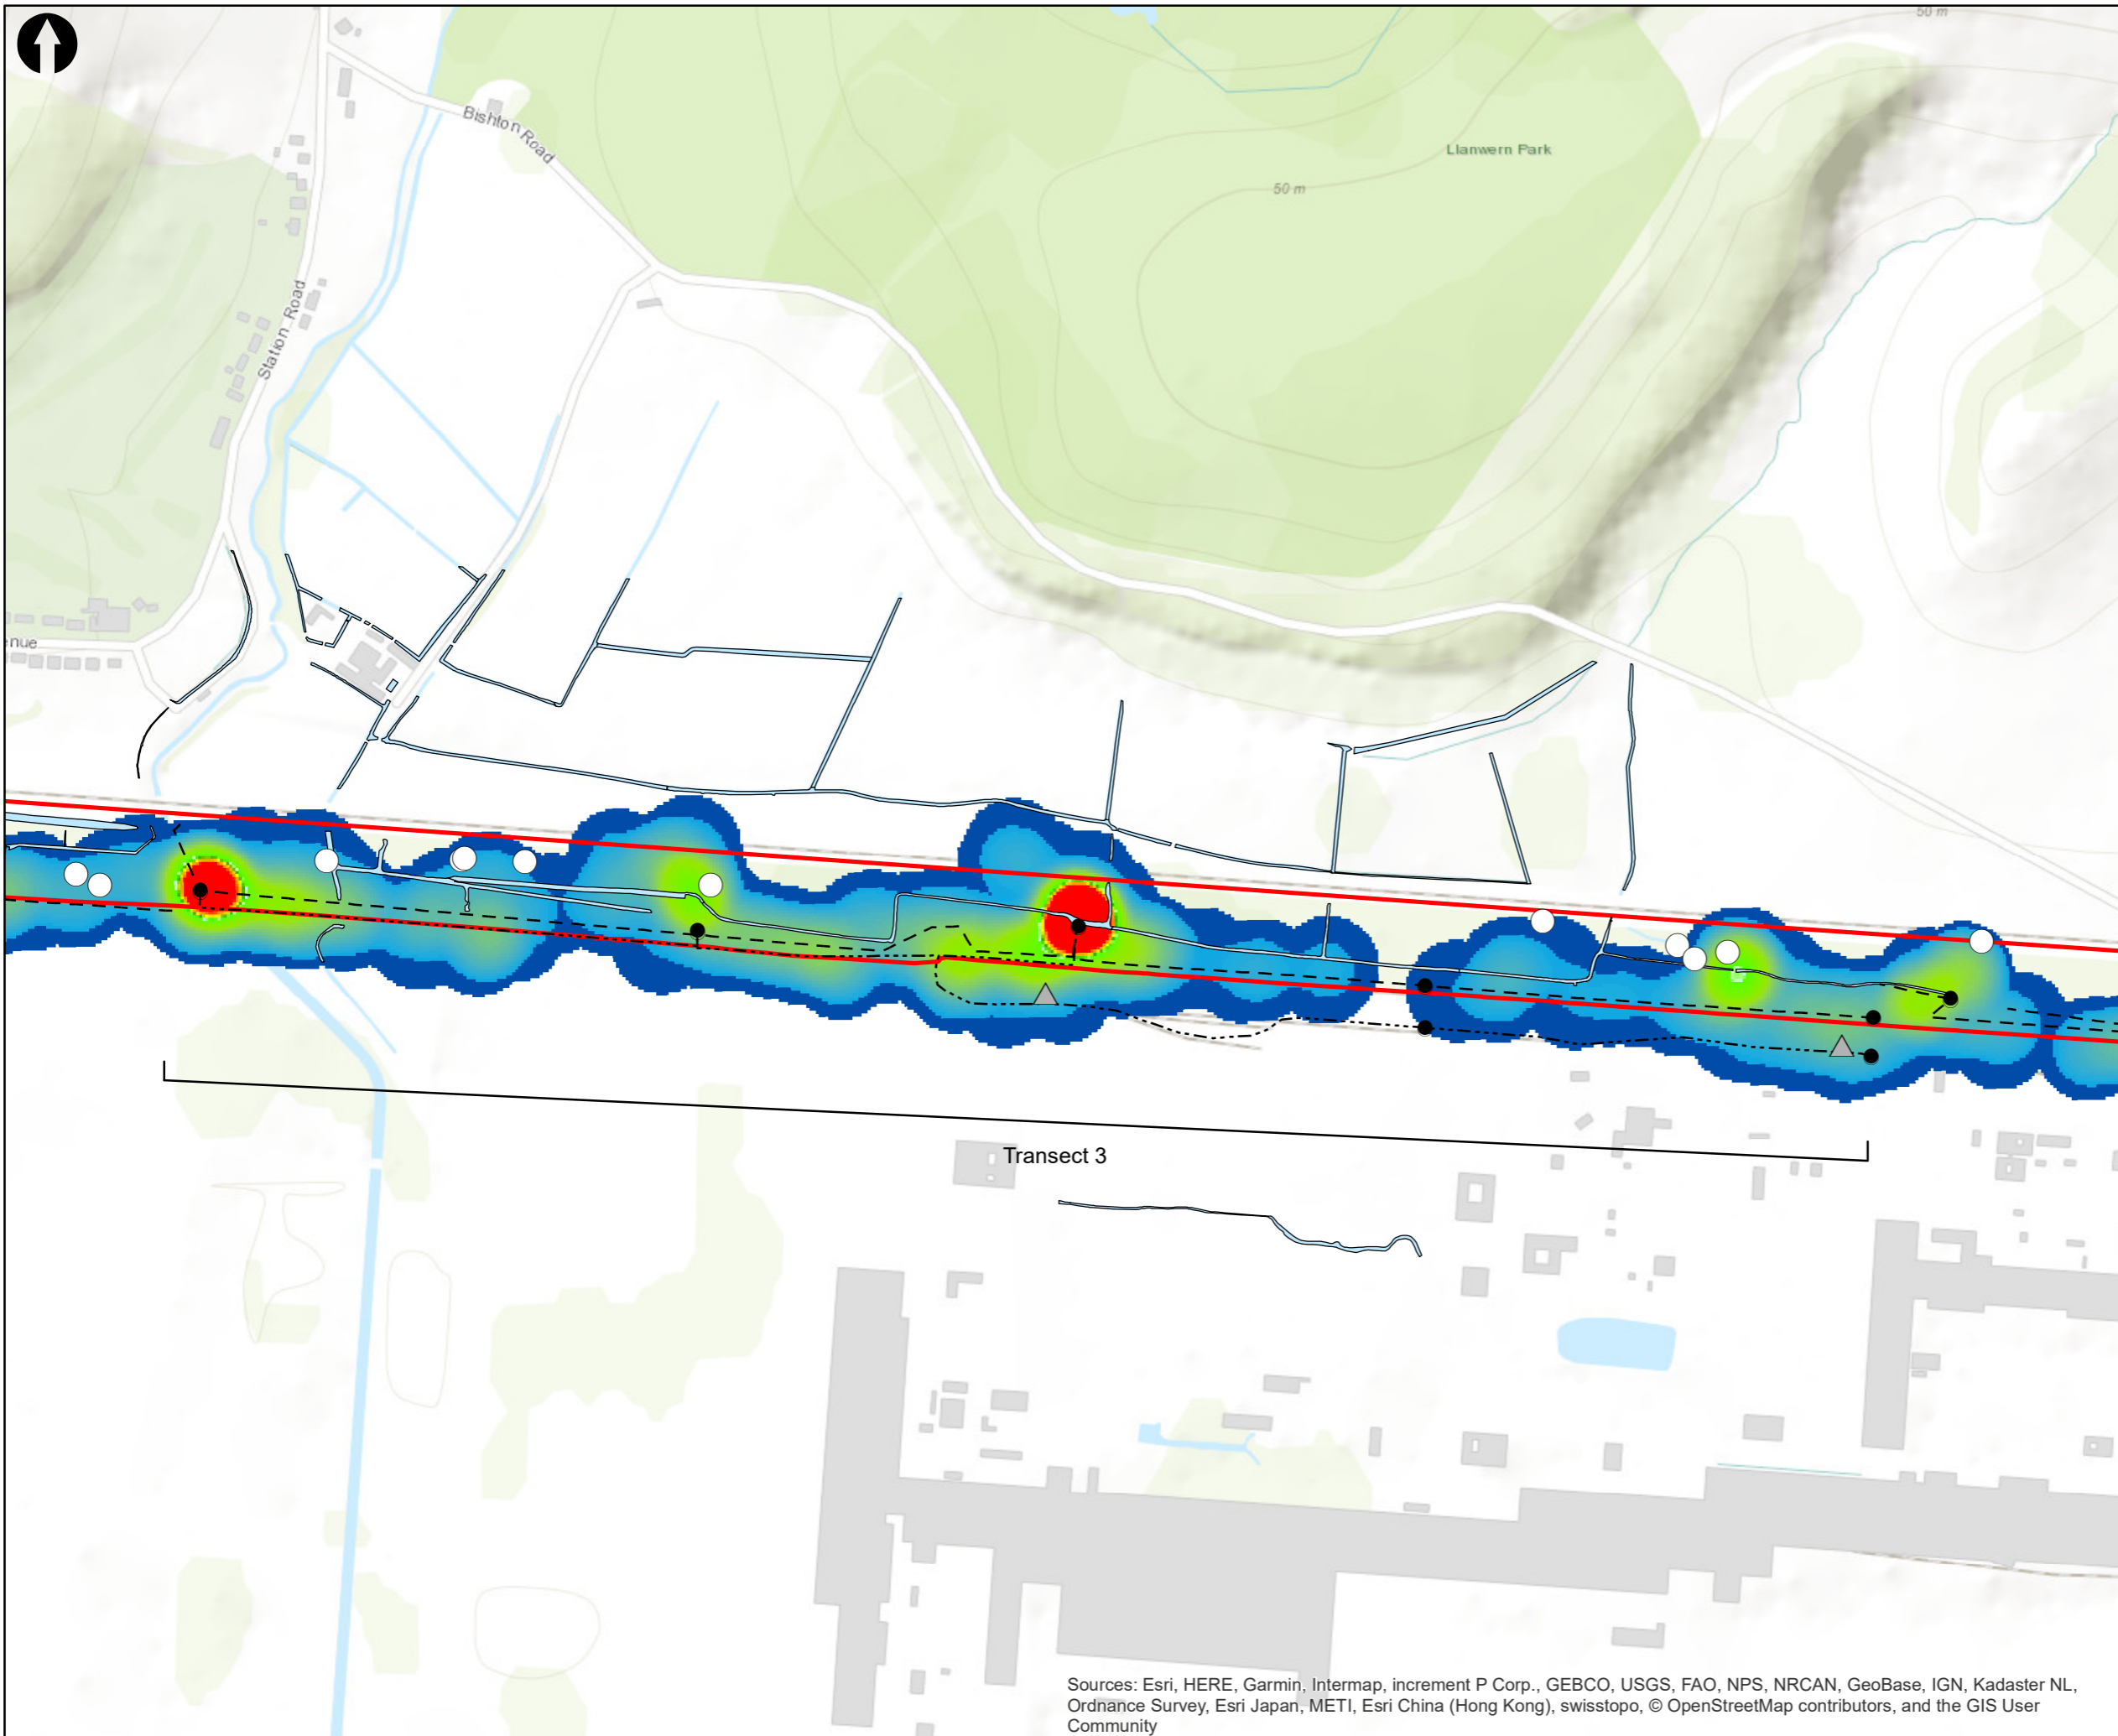 50 m
Bishton Road
Llanwern Park
50 m
Station Road
enue
Transect 3
Sources: Esri, HERE, Garmin, Intermap, increment P Corp., GEBCO, USGS, FAO, NPS, NRCAN, GeoBase, IGN, Kadaster NL,
Ordnance Survey, Esri Japan, METI, Esri China (Hong Kong), swisstopo, © OpenStreetMap contributors, and the GIS User
Community